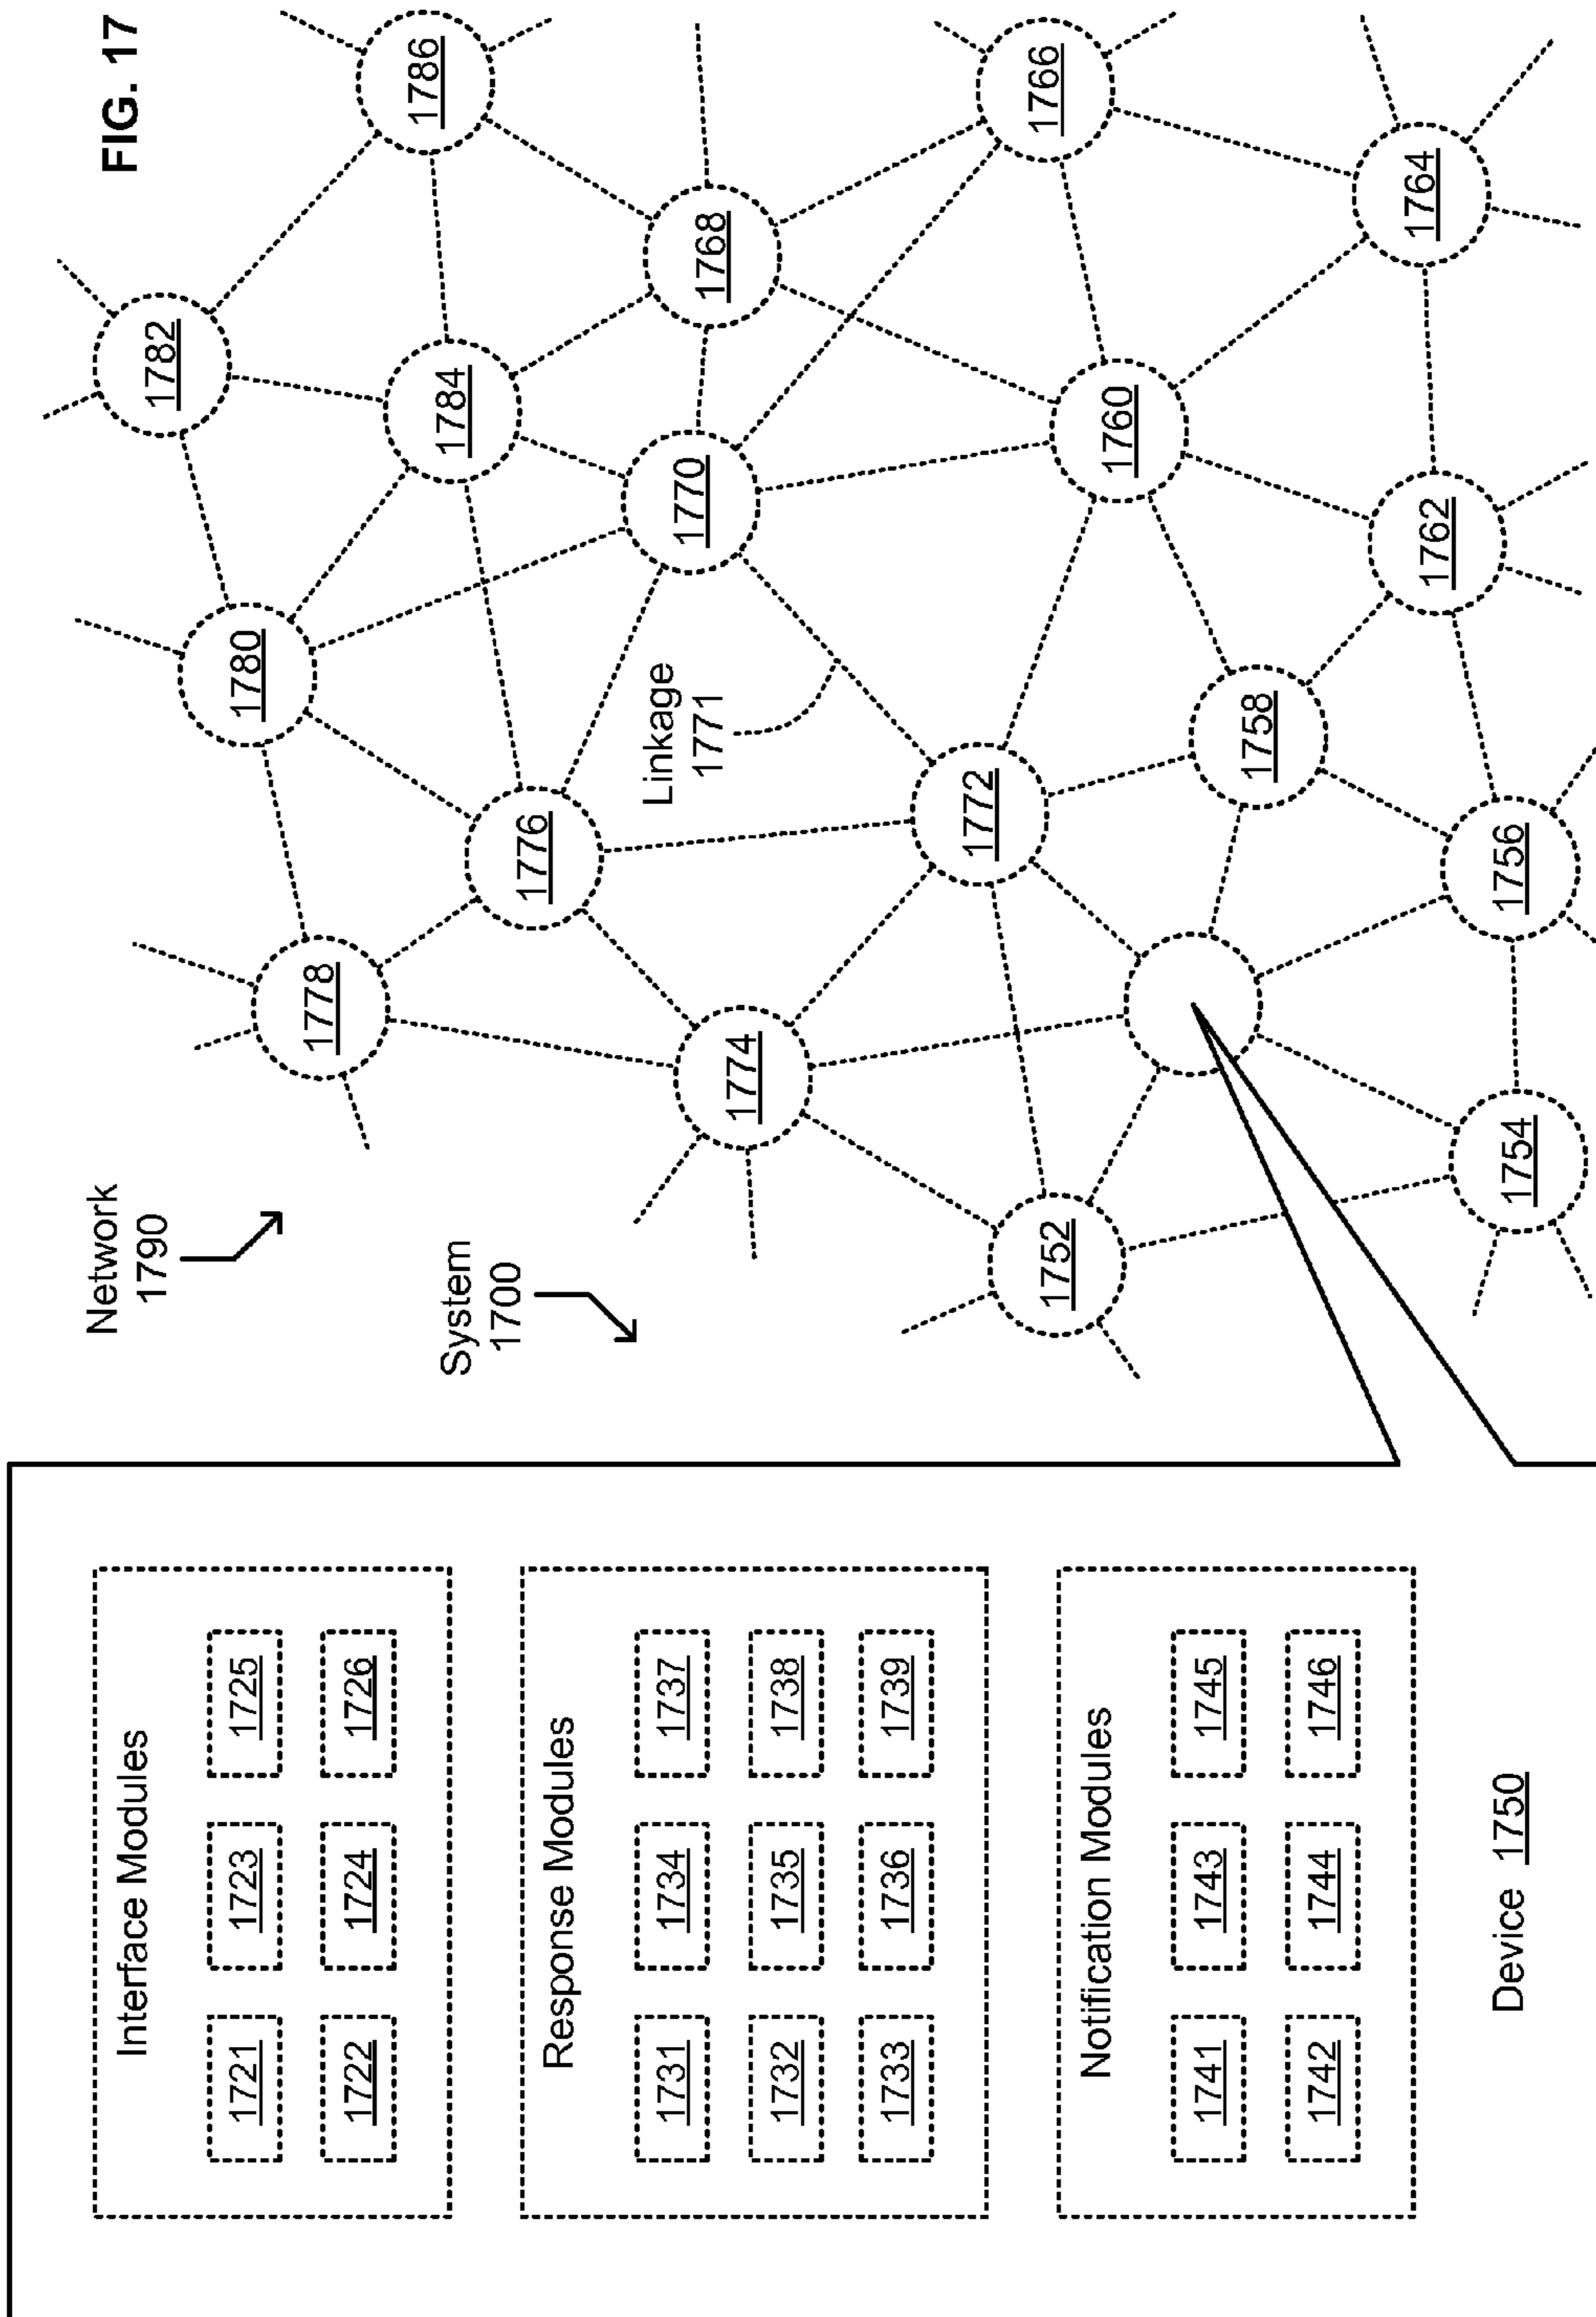 FIG. 17
Interface Modules
1721 1723 1725
1722 1724 1726
Response Modules
1731 1734 1737
1732 1735 1738
1733 1736 1739
Notification Modules
1741 1743 1745
1742 1744 1746
Device 1750
Network
1790
System
1700
1782
1780
1778
1786
1784
1776
Linkage
1771
1768
1770
1774
1766
1772
1752
1760
1758
1764
1762
1756
1754